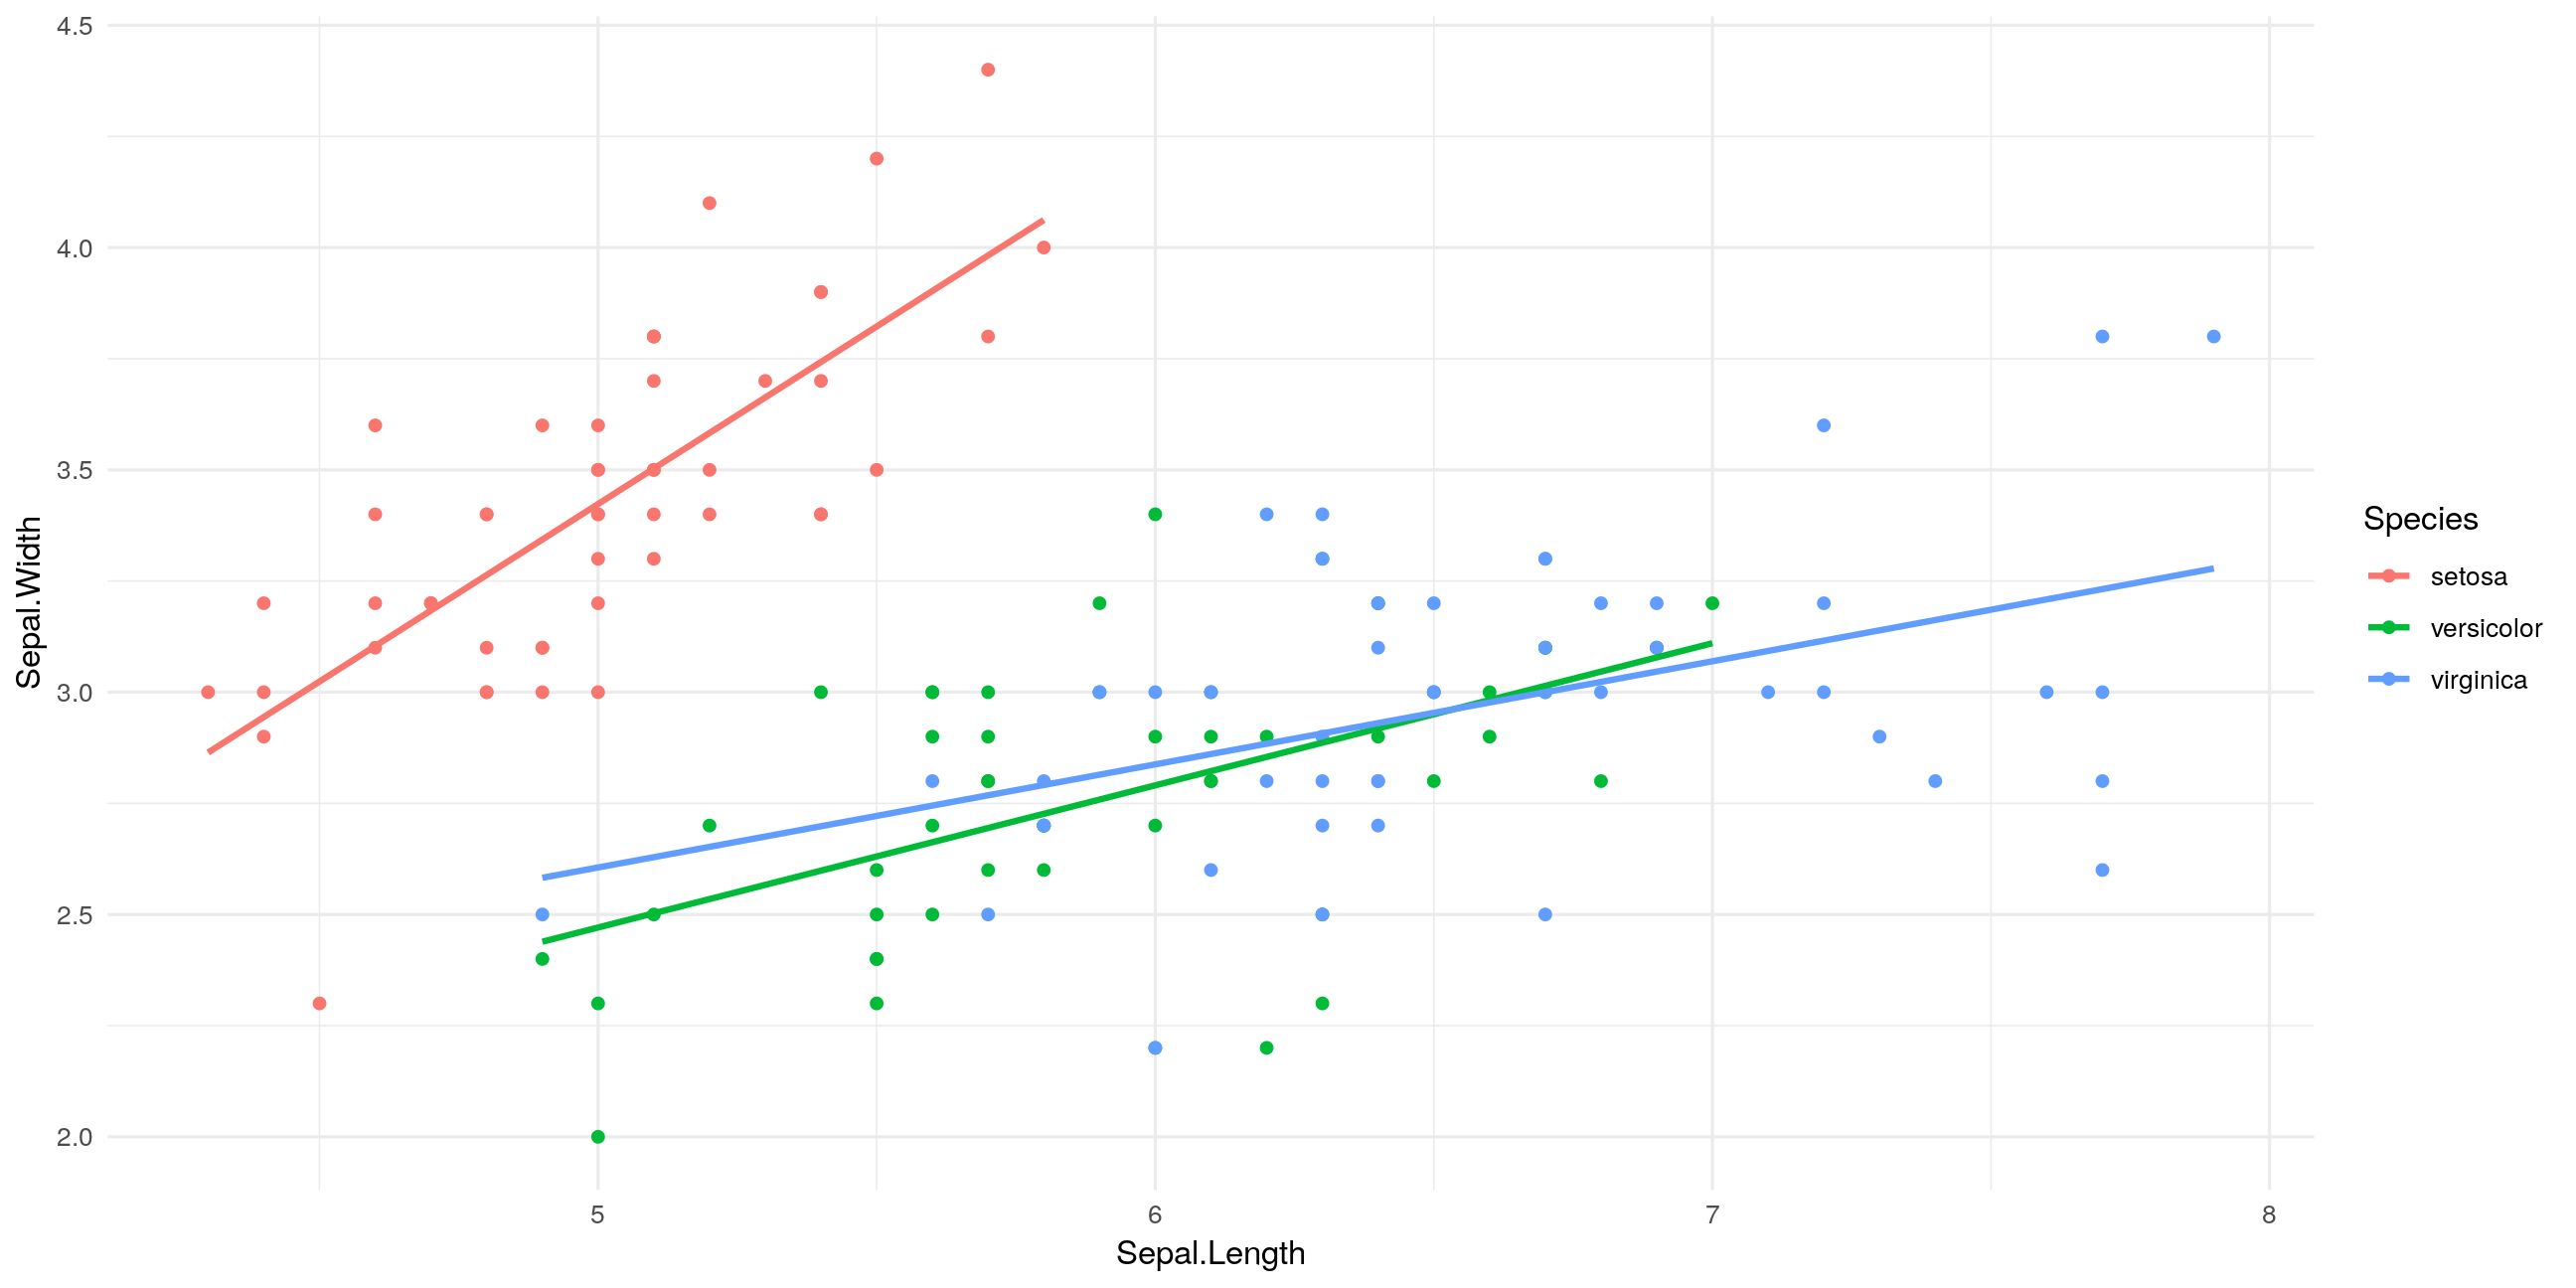 4.5
4.0
3.5
3.0
2.5
2.0
Sepal.Width
5 6 7 8
Sepal.Length
Species
setosa
versicolor
virginica